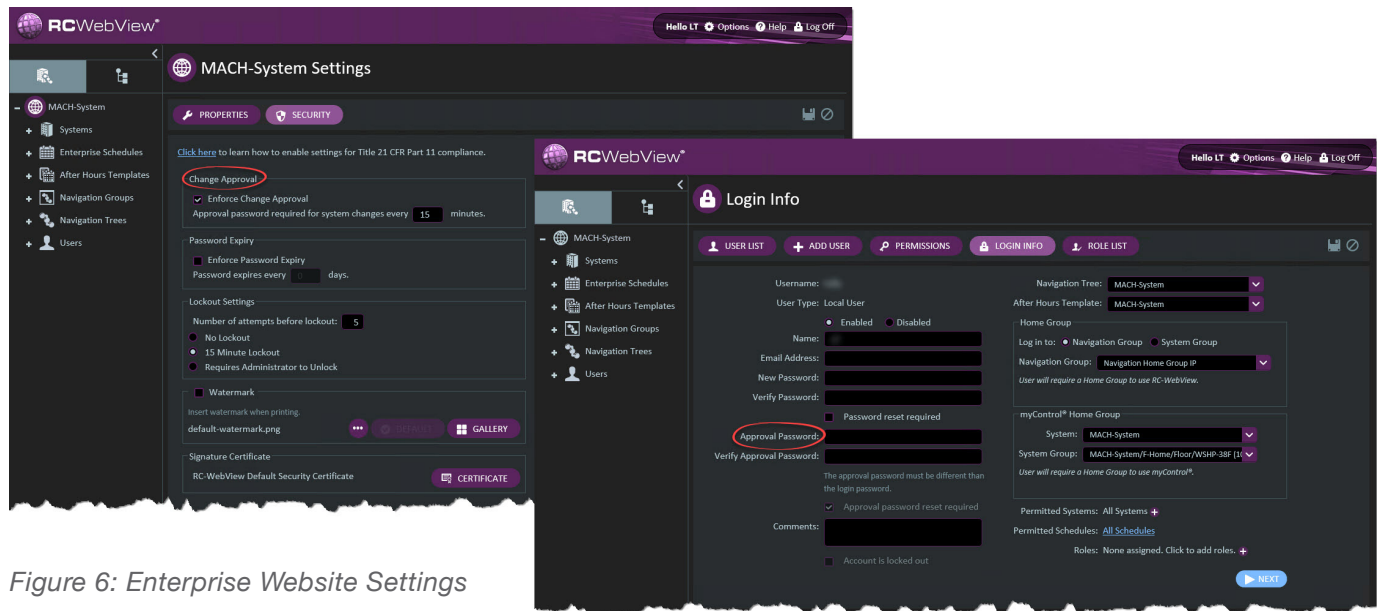 RCWebView®
Hello LT Options Help Log Off
MACH-System Settings
MACH-System
Systems
Enterprise Schedules
After Hours Templates
Navigation Groups
Navigation Trees
Users
PROPERTIES SECURITY
Click here to learn how to enable settings for Title 21 CFR Part 11 compliance.
Change Approval
Enforce Change Approval
Approval password required for system changes every 15 minutes.
Password Expiry
Enforce Password Expiry
Password expires every 0 days.
Lockout Settings
Number of attempts before lockout: 5
No Lockout
15 Minute Lockout
Requires Administrator to Unlock
Watermark
Insert watermark when printing.
default-watermark.png DEFAULT GALLERY
Signature Certificate
RC-WebView Default Security Certificate CERTIFICATE
RCWebView®
Hello LT Options Help Log Off
Login Info
MACH-System
Systems
Enterprise Schedules
After Hours Templates
Navigation Groups
Navigation Trees
Users
USER LIST ADD USER PERMISSIONS LOGIN INFO ROLE LIST
Username:
User Type: Local User
Enabled Disabled
Name:
Email Address:
New Password:
Verify Password:
Password reset required
Approval Password:
Verify Approval Password:
The approval password must be different than
the login password.
Approval password reset required
Comments:
Account is locked out
Navigation Tree: MACH-System
After Hours Template: MACH-System
Home Group
Log in to: Navigation Group System Group
Navigation Group: Navigation Home Group IP
User will require a Home Group to use RC-WebView.
myControl® Home Group
System: MACH-System
System Group: MACH-System/F-Home/Floor/WSHP-38F (1
User will require a Home Group to use myControl®.
Permitted Systems: All Systems
Permitted Schedules: All Schedules
Roles: None assigned. Click to add roles.
NEXT
Figure 6: Enterprise Website Settings